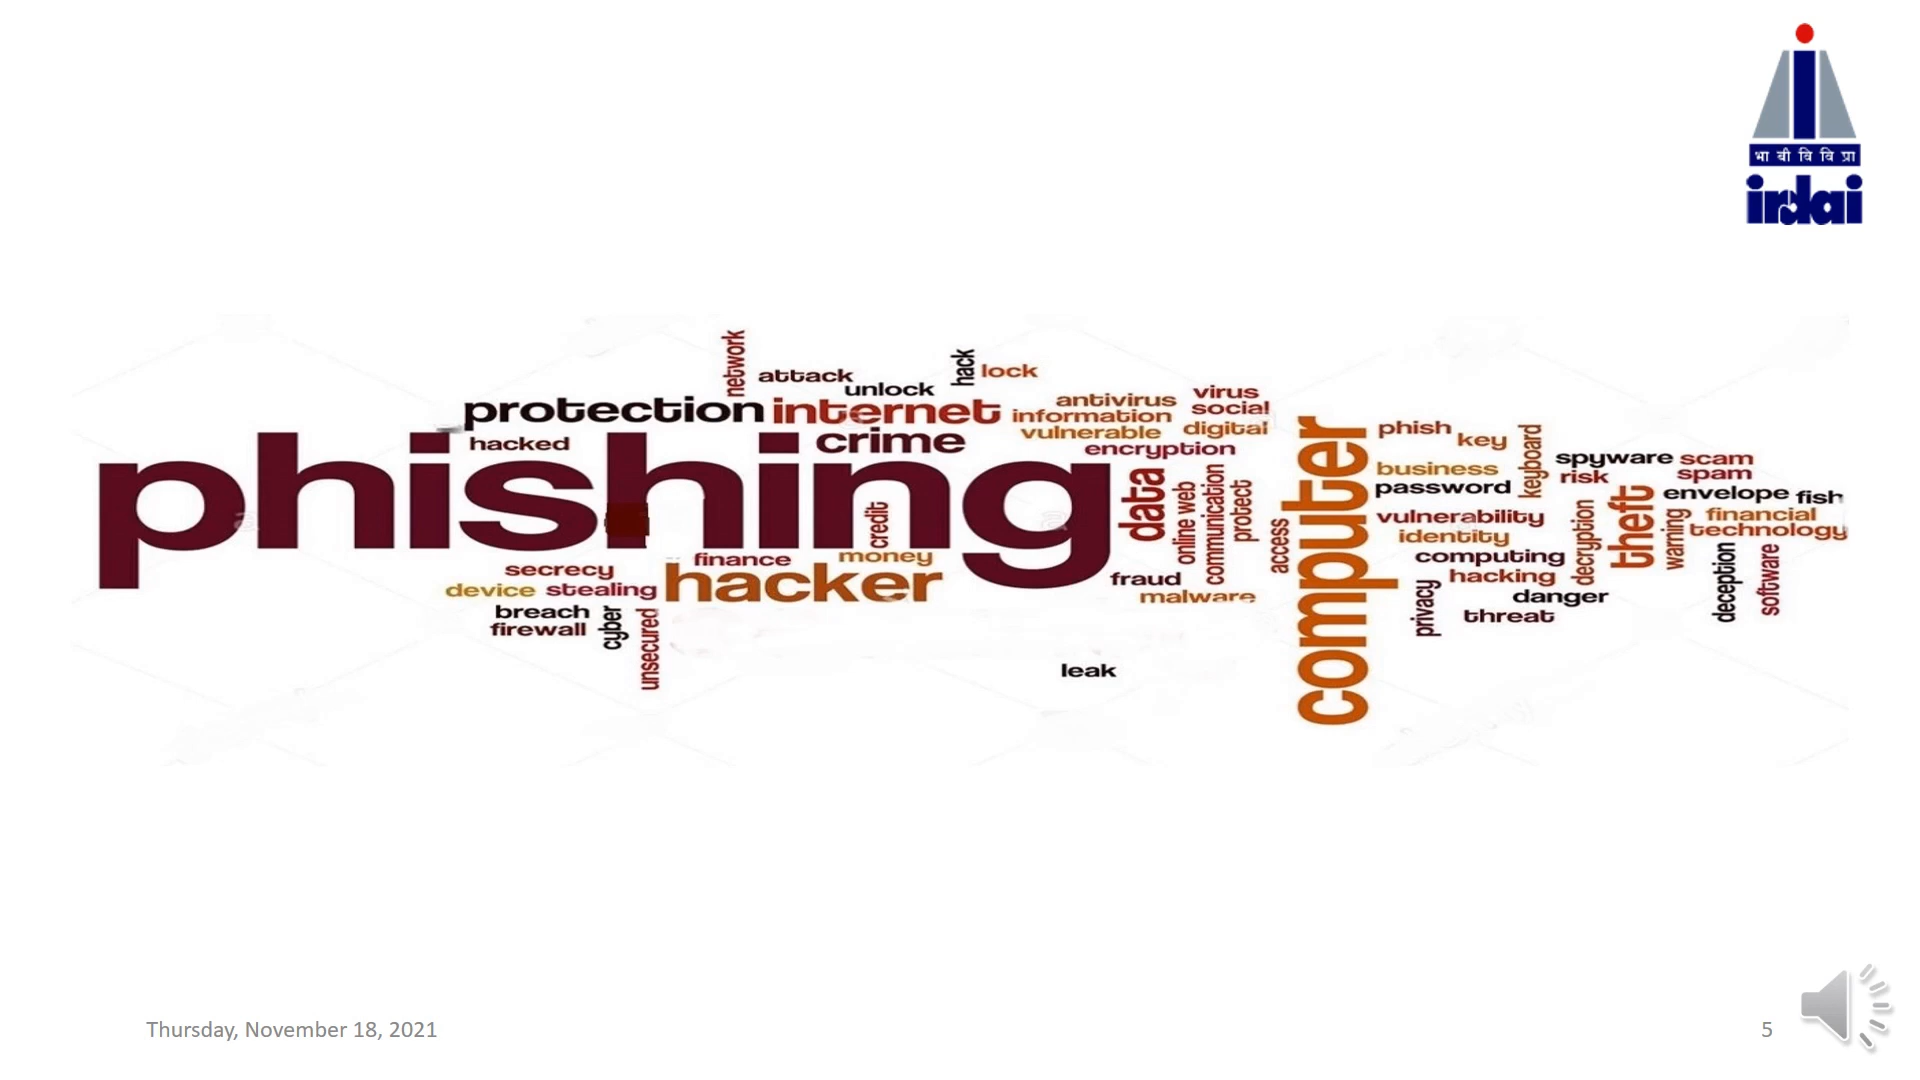 भा बी वि वि प्रा
irdai
network
attack
unlock
hack
lock
protection
internet
antivirus
virus
information
social
hacked
crime
vulnerable
digital
encryption
phishing
credit
data
online web
communication
protect
access
computer
phish
key
keyboard
business
password
spyware
scam
risk
spam
envelope
fish
vulnerability
identity
decryption
theft
warning
financial
technology
computing
hacking
danger
privacy
threat
deception
software
secrecy
finance
money
device
stealing
hacker
fraud
malware
breach
firewall
cyber
unsecured
leak
Thursday, November 18, 2021
5